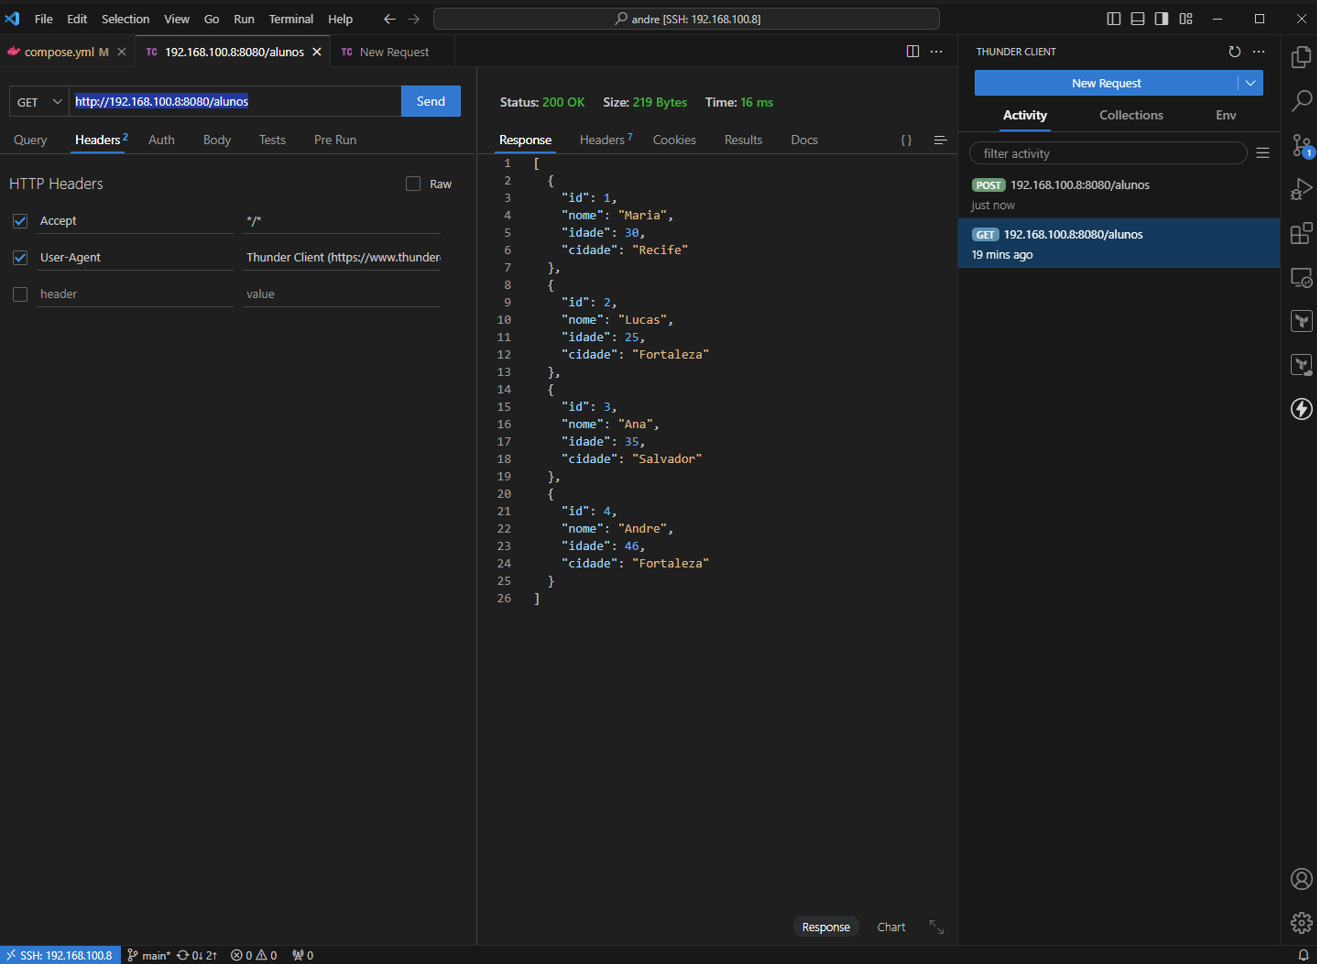 File Edit Selection View Go Run Terminal Help
andre [SSH: 192.168.100.8]
compose.yml M
TC 192.168.100.8:8080/alunos
TC New Request
GET
http://192.168.100.8:8080/alunos
Send
Query
Headers 2
Auth
Body
Tests
Pre Run
HTTP Headers
Raw
Accept
*/*
User-Agent
Thunder Client (https://www.thunder
header
value
Status: 200 OK
Size: 219 Bytes
Time: 16 ms
Response
Headers 7
Cookies
Results
Docs
{ }
1 [
2 {
3 "id": 1,
4 "nome": "Maria",
5 "idade": 30,
6 "cidade": "Recife"
7 },
8 {
9 "id": 2,
10 "nome": "Lucas",
11 "idade": 25,
12 "cidade": "Fortaleza"
13 },
14 {
15 "id": 3,
16 "nome": "Ana",
17 "idade": 35,
18 "cidade": "Salvador"
19 },
20 {
21 "id": 4,
22 "nome": "Andre",
23 "idade": 46,
24 "cidade": "Fortaleza"
25 }
26 ]
Response
Chart
THUNDER CLIENT
New Request
Activity
Collections
Env
filter activity
POST 192.168.100.8:8080/alunos
just now
GET 192.168.100.8:8080/alunos
19 mins ago
1
SSH: 192.168.100.8
main*
0↓ 2↑
0
0
0